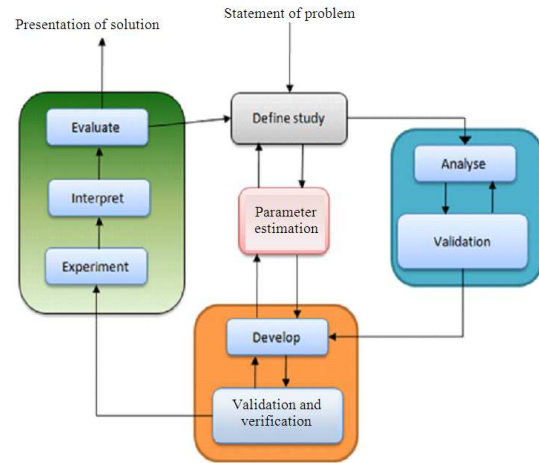 Presentation of solution
Statement of problem
Evaluate
Define study
Analyse
Interpret
Parameter
estimation
Validation
Experiment
Develop
Validation and
verification